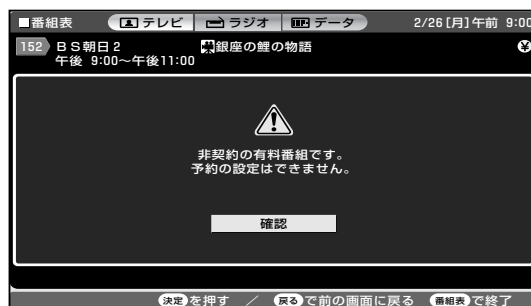 ■番組表 テレビ ラジオ データ 2/26[月]午前 9:00
152 BS朝日2 銀座の鯉の物語 ¥
午後 9:00~午後11:00
非契約の有料番組です。
予約の設定はできません。
確認
決定を押す / 戻るで前の画面に戻る 番組表で終了